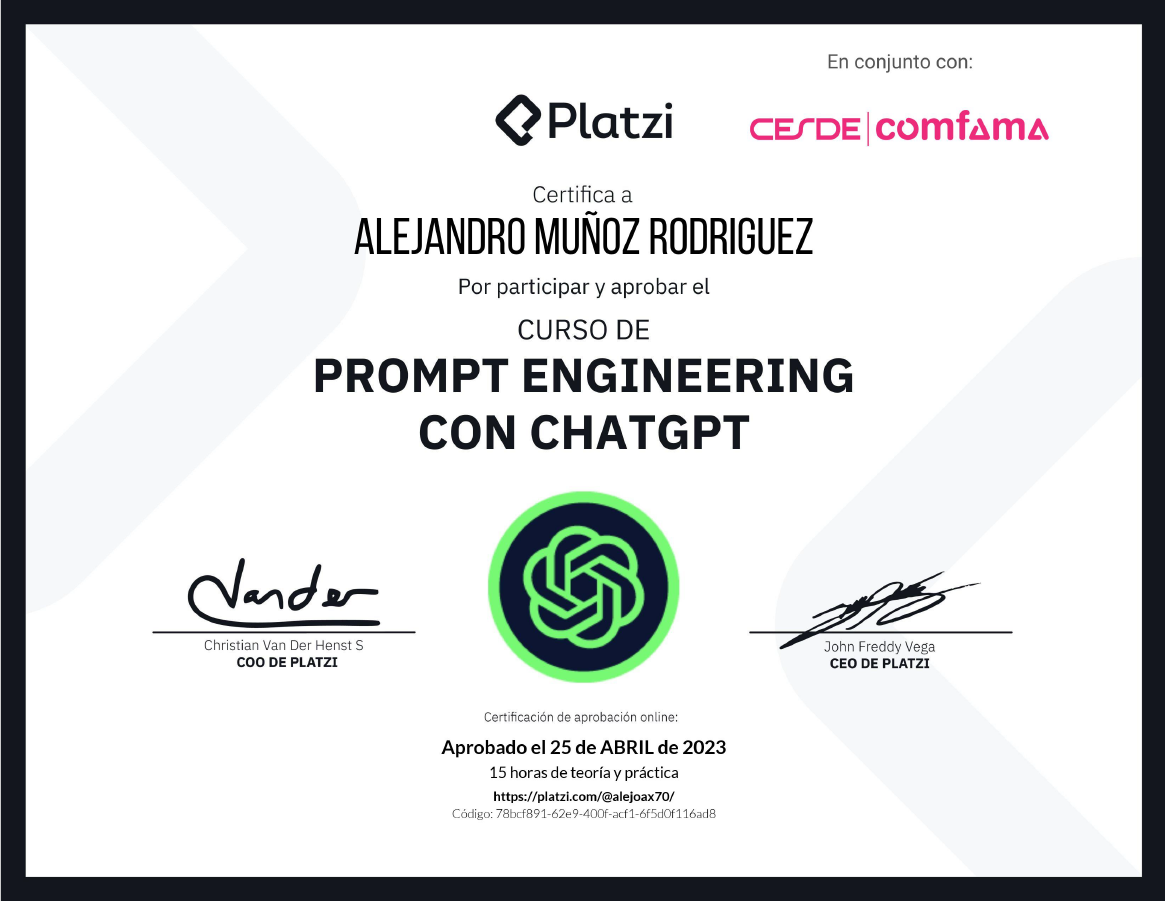 En conjunto con:
Platzi
CESDE | comfama
Certifica a
ALEJANDRO MUÑOZ RODRIGUEZ
Por participar y aprobar el
CURSO DE
PROMPT ENGINEERING
CON CHATGPT
Vander
Christian Van Der Henst S
COO DE PLATZI
John Freddy Vega
CEO DE PLATZI
Certificación de aprobación online:
Aprobado el 25 de ABRIL de 2023
15 horas de teoría y práctica
https://platzi.com/@alejoax70/
Código: 78bcf891-62e9-400f-acf1-6f5d0f116ad8